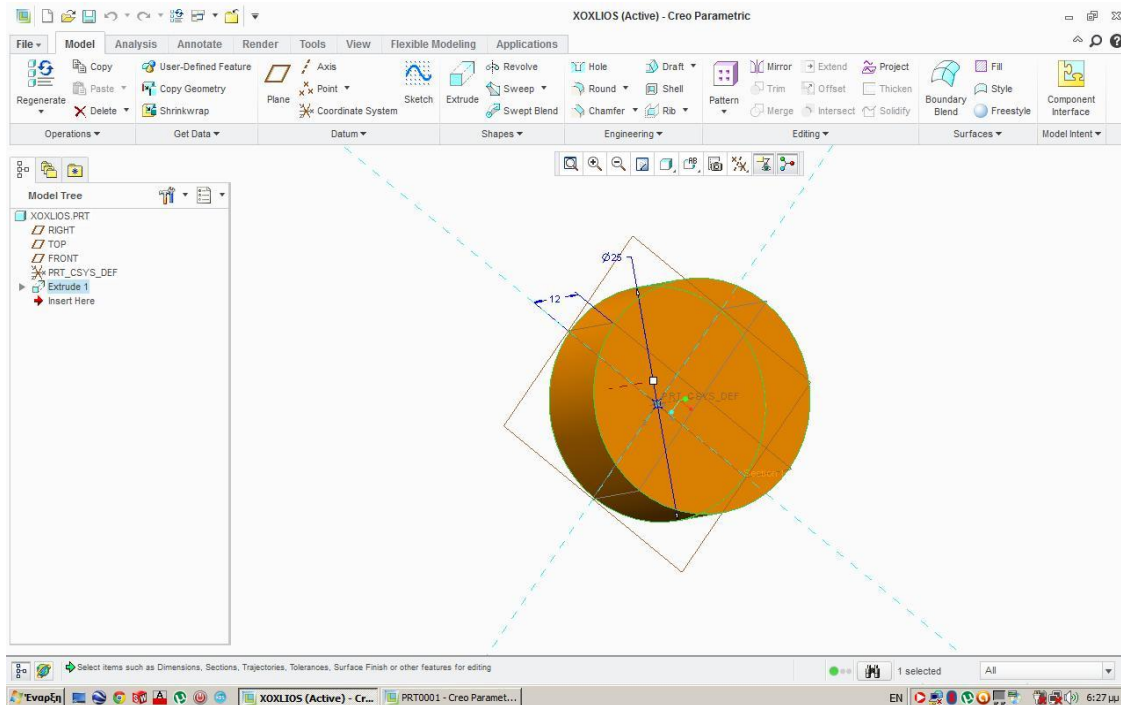 XOXLIOS (Active) - Creo Parametric
File Model Analysis Annotate Render Tools View Flexible Modeling Applications
Regenerate Copy Paste Delete
User-Defined Feature Copy Geometry Shrinkwrap
Plane Axis Point Coordinate System Sketch
Extrude Revolve Sweep Swept Blend
Hole Round Chamfer Draft Shell Rib
Pattern Mirror Trim Merge Extend Offset Intersect Project Thicken Solidify
Boundary Blend Fill Style Freestyle
Component Interface
Operations Get Data Datum Shapes Engineering Editing Surfaces Model Intent
Model Tree
XOXLIOS.PRT
RIGHT
TOP
FRONT
PRT_CSYS_DEF
Extrude 1
Insert Here
Ø25
12
PRT_CSYS_DEF
Section 1
Select items such as Dimensions, Sections, Trajectories, Tolerances, Surface Finish or other features for editing
1 selected All
Έναρξη XOXLIOS (Active) - Cr... PRT0001 - Creo Paramet... EN 6:27 μμ